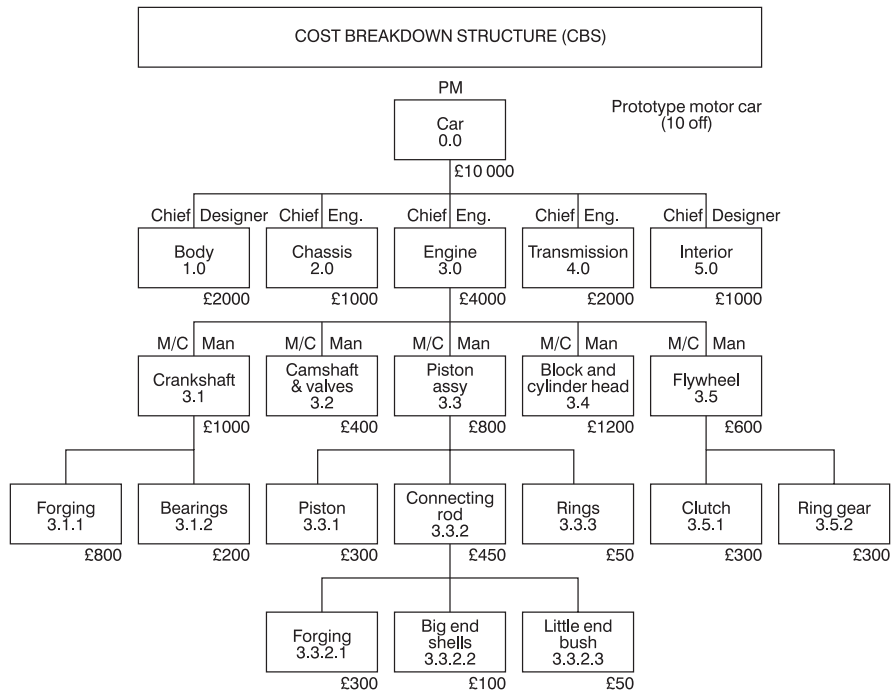 COST BREAKDOWN STRUCTURE (CBS)
PM
Prototype motor car
(10 off)
Car
0.0
£10 000
Chief Designer
Chief Eng.
Chief Eng.
Chief Eng.
Chief Designer
Body
1.0
Chassis
2.0
Engine
3.0
Transmission
4.0
Interior
5.0
£2000
£1000
£4000
£2000
£1000
M/C Man
M/C Man
M/C Man
M/C Man
M/C Man
Crankshaft
3.1
Camshaft
& valves
3.2
Piston
assy
3.3
Block and
cylinder head
3.4
Flywheel
3.5
£1000
£400
£800
£1200
£600
Forging
3.1.1
Bearings
3.1.2
Piston
3.3.1
Connecting
rod
3.3.2
Rings
3.3.3
Clutch
3.5.1
Ring gear
3.5.2
£800
£200
£300
£450
£50
£300
£300
Forging
3.3.2.1
Big end
shells
3.3.2.2
Little end
bush
3.3.2.3
£300
£100
£50